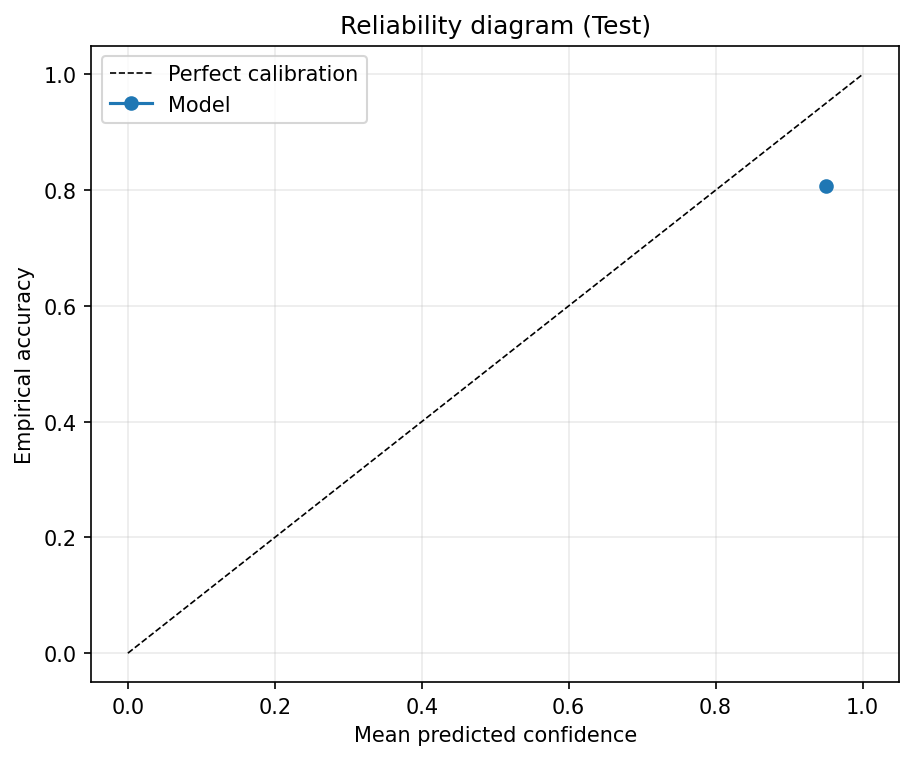 Reliability diagram (Test)
Perfect calibration
Model
1.0
0.8
0.6
0.4
0.2
0.0
Empirical accuracy
0.0 0.2 0.4 0.6 0.8 1.0
Mean predicted confidence